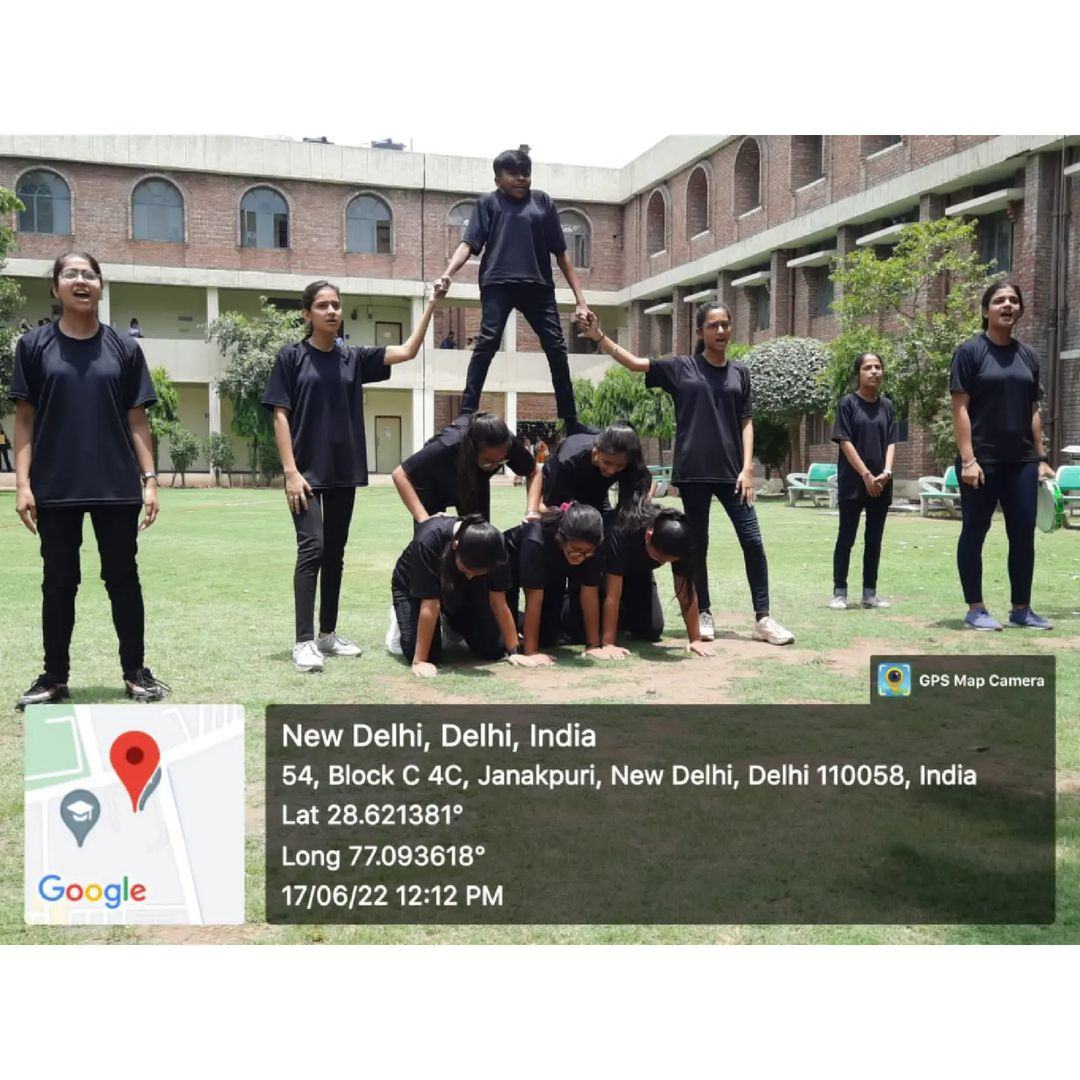 GPS Map Camera
New Delhi, Delhi, India
54, Block C 4C, Janakpuri, New Delhi, Delhi 110058, India
Lat 28.621381°
Long 77.093618°
17/06/22 12:12 PM
Google